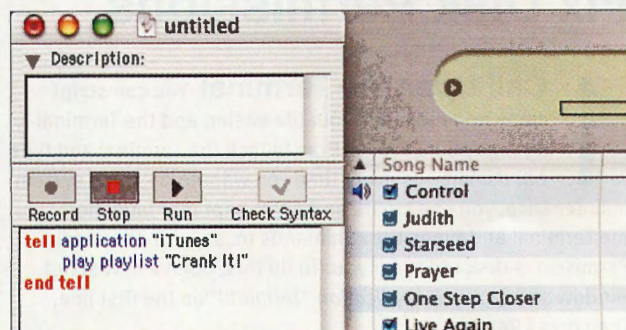 untitled
Description:
Record Stop Run Check Syntax
tell application "iTunes"
play playlist "Crank It!"
end tell
Song Name
Control
Judith
Starseed
Prayer
One Step Closer
Live Again